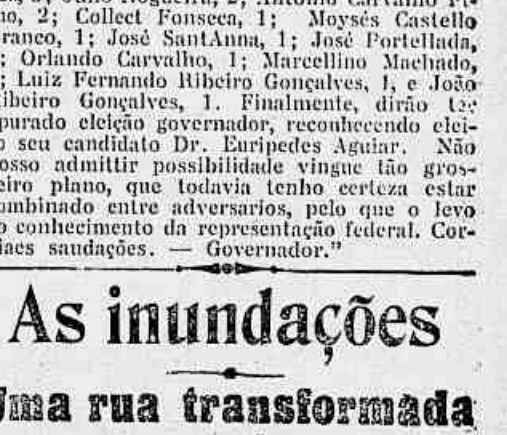 no, 2; Collect Fonseca, 1; Moysés Castello
ranco, 1; José SantAnna, 1; José Portellada,
; Orlando Carvalho, 1; Marcellino Machado,
; Luiz Fernando Ribeiro Gonçalves, 1, e João
ibeiro Gonçalves, 1. Finalmente, dirão ter
purado eleição governador, reconhecendo elei-
o seu candidato Dr. Euripedes Aguiar. Não
osso admittir possibilidade vingue tão gros-
eiro plano, que todavia tenho certeza estar
ombinado entre adversarios, pelo que o levo
o conhecimento da representação federal. Cor-
iaes saudações. — Governador."
As inundações
Uma rua transformada